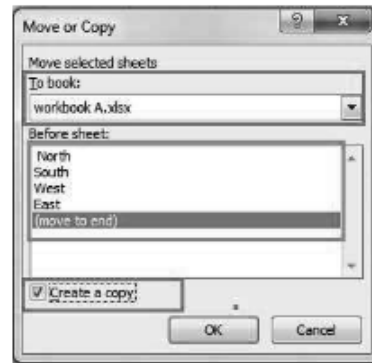 Move or Copy
Move selected sheets
To book:
workbook A.xlsx
Before sheet:
North
South
West
East
(move to end)
Create a copy
OK
Cancel